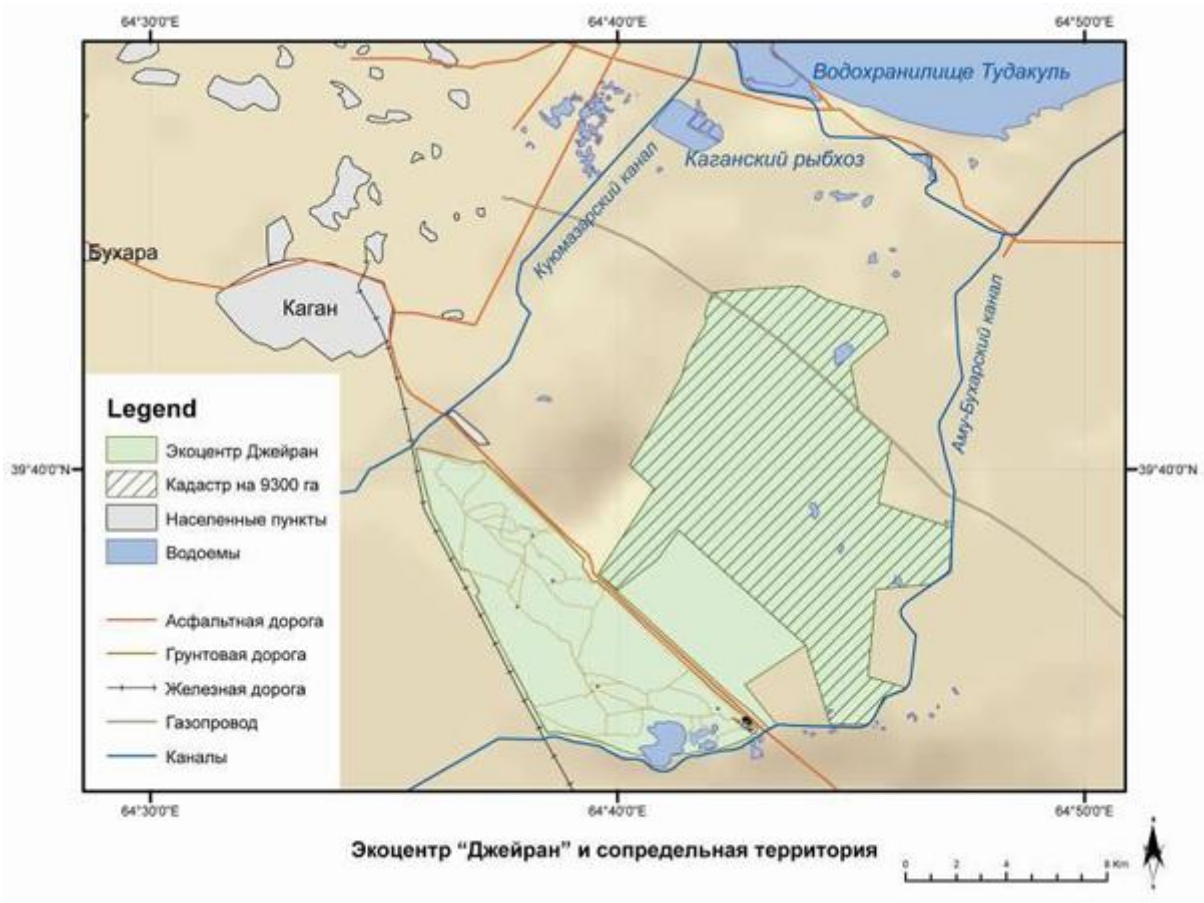 64°30'0"E
64°40'0"E
64°50'0"E
Водохранилище Тудакуль
Каганский рыбхоз
Куюмазарский канал
Бухара
Каган
Аму-Бухарский канал
39°40'0"N
39°40'0"N
Legend
Экоцентр Джейран
Кадастр на 9300 га
Населенные пункты
Водоемы
Асфальтная дорога
Грунтовая дорога
Железная дорога
Газопровод
Каналы
64°30'0"E
64°40'0"E
64°50'0"E
Экоцентр "Джейран" и сопредельная территория
0 2 4 8 Km